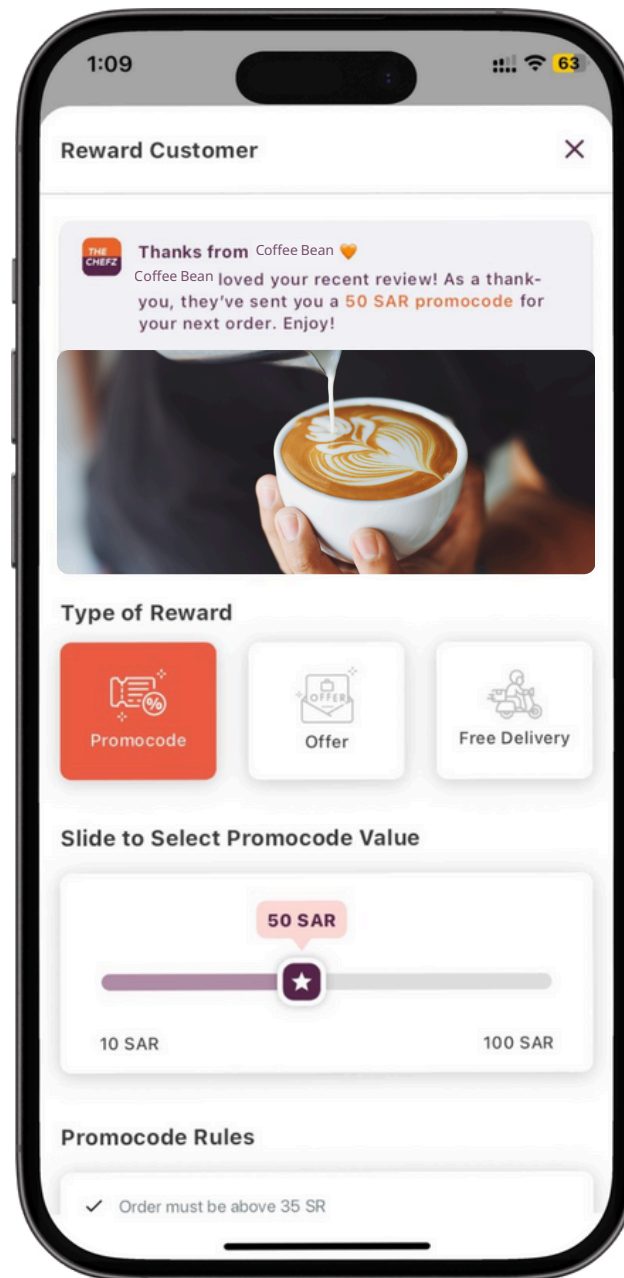 1:09
63
Reward Customer
THE
CHEFZ
Thanks from Coffee Bean 🧡
Coffee Bean loved your recent review! As a thank-
you, they've sent you a 50 SAR promocode for
your next order. Enjoy!
Type of Reward
OFFER
Promocode
Offer
Free Delivery
Slide to Select Promocode Value
50 SAR
10 SAR
100 SAR
Promocode Rules
Order must be above 35 SR